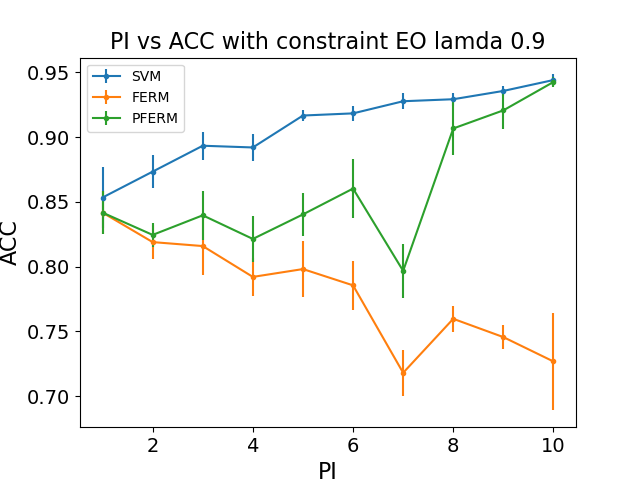 PI vs ACC with constraint EO lamda 0.9
SVM
FERM
PFERM
0.95
0.90
0.85
0.80
0.75
0.70
ACC
2 4 6 8 10
PI